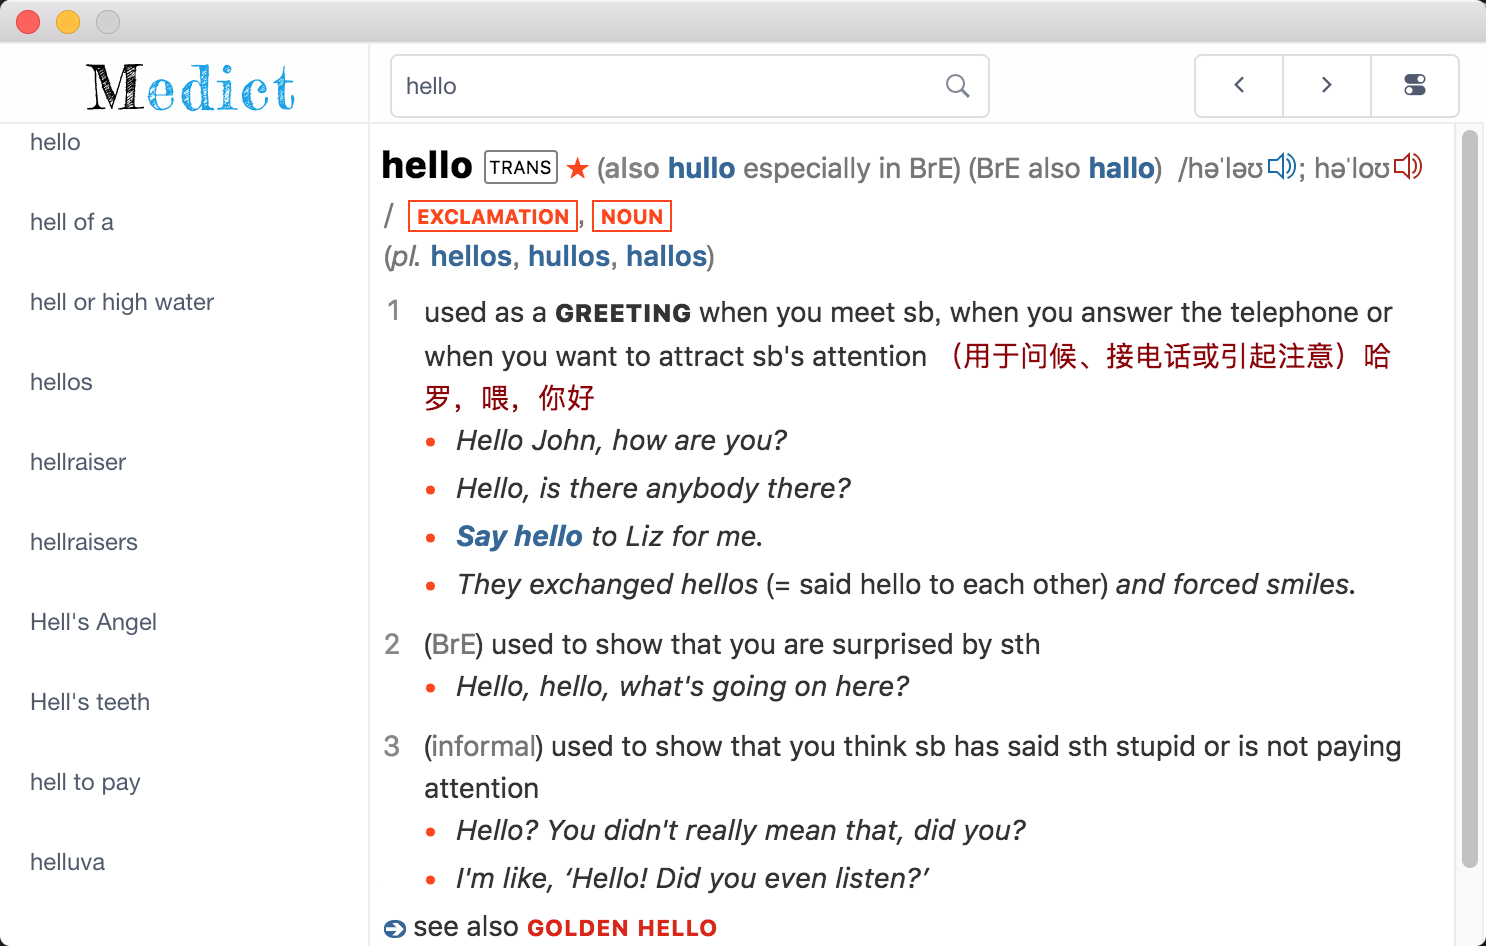 Medict
hello
hello
hell of a
hell or high water
hellos
hellraiser
hellraisers
Hell's Angel
Hell's teeth
hell to pay
helluva
hello TRANS ★ (also hullo especially in BrE) (BrE also hallo) /həˈləʊ; həˈloʊ
/ EXCLAMATION, NOUN
(pl. hellos, hullos, hallos)
1 used as a GREETING when you meet sb, when you answer the telephone or
when you want to attract sb's attention （用于问候、接电话或引起注意）哈
罗，喂，你好
• Hello John, how are you?
• Hello, is there anybody there?
• Say hello to Liz for me.
• They exchanged hellos (= said hello to each other) and forced smiles.
2 (BrE) used to show that you are surprised by sth
• Hello, hello, what's going on here?
3 (informal) used to show that you think sb has said sth stupid or is not paying
attention
• Hello? You didn't really mean that, did you?
• I'm like, ‘Hello! Did you even listen?’
see also GOLDEN HELLO